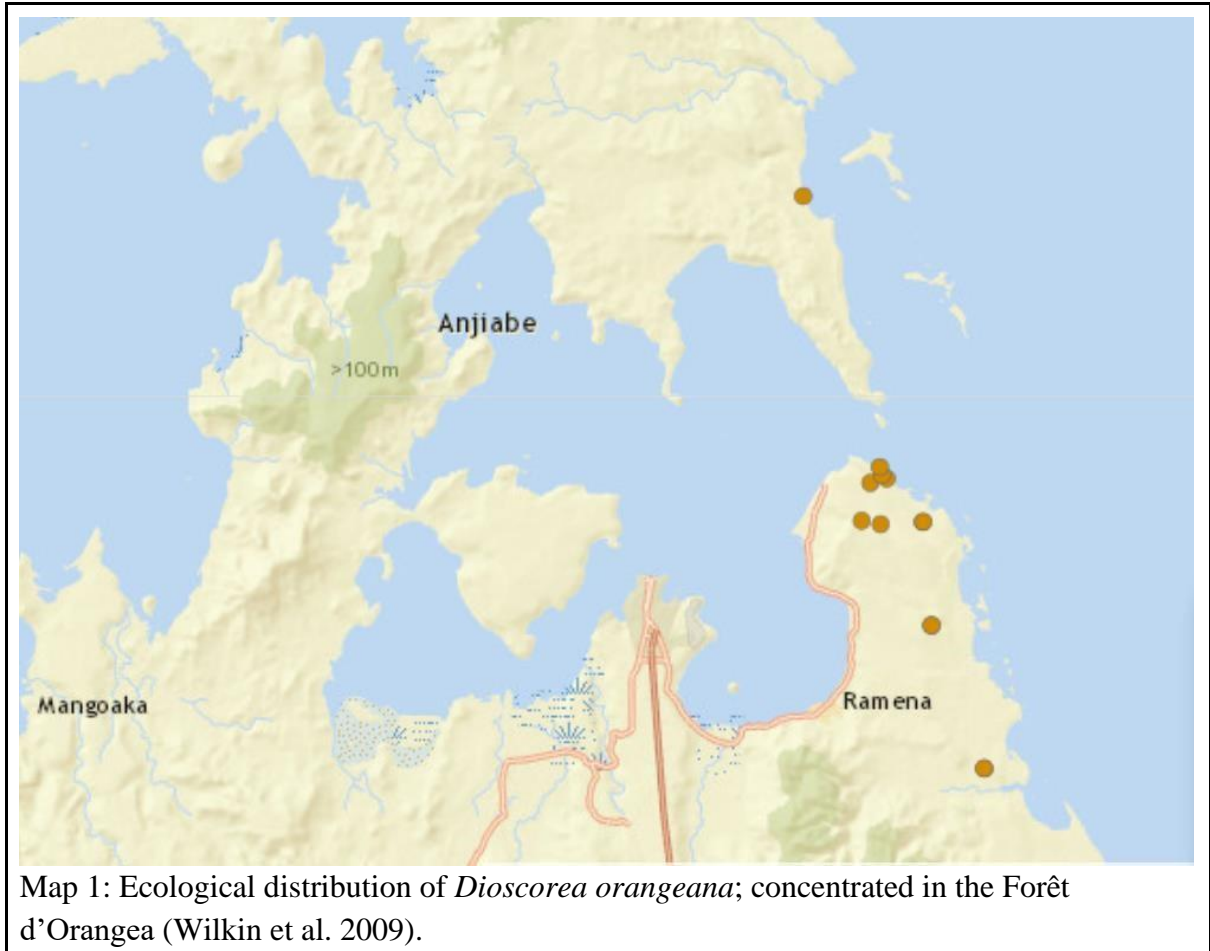 Anjiabe
>100m
Mangoaka
Ramena
Map 1: Ecological distribution of Dioscorea orangeana; concentrated in the Forêt
d’Orangea (Wilkin et al. 2009).